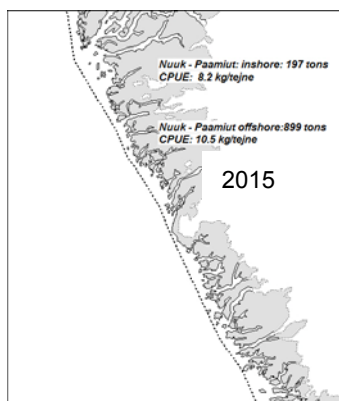 Nuuk - Paamiut: inshore: 197 tons
CPUE: 8.2 kg/tejne
Nuuk - Paamiut offshore:899 tons
CPUE: 10.5 kg/tejne
2015